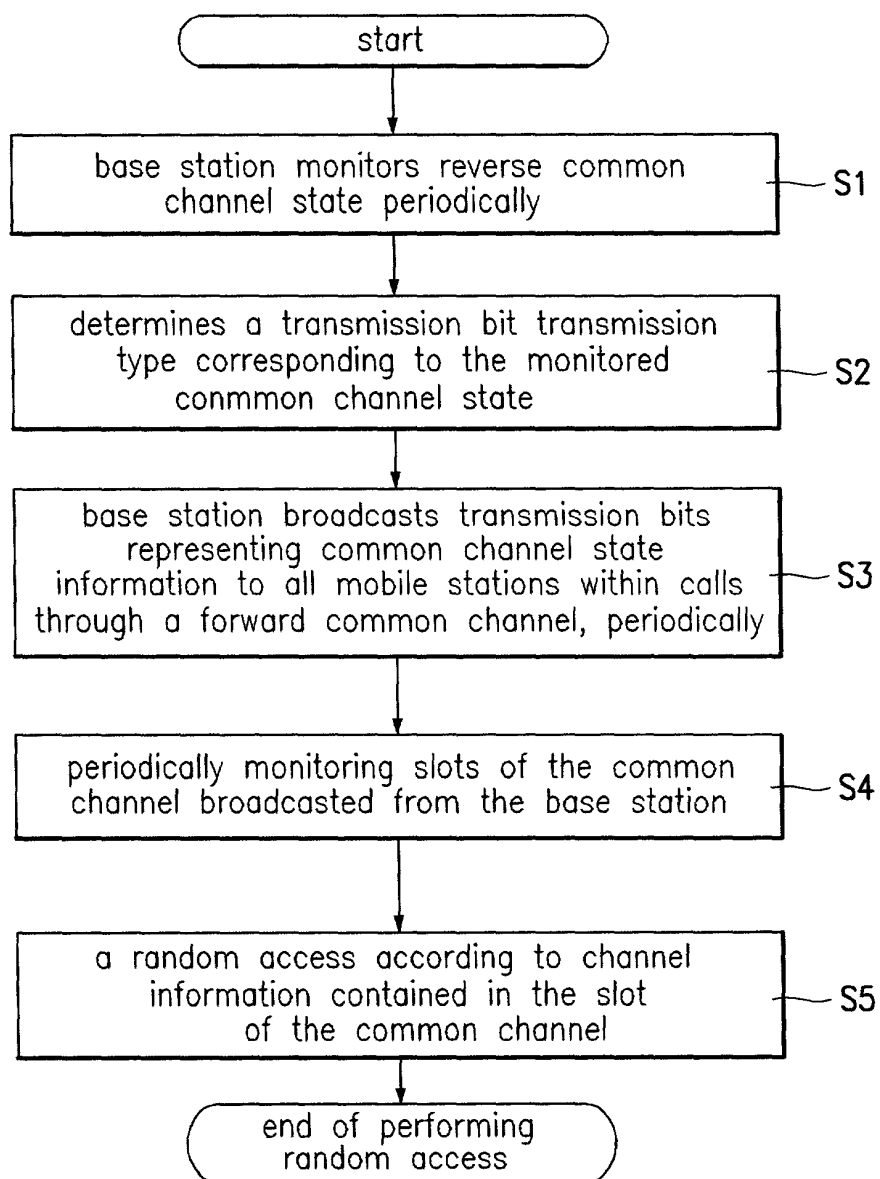 start
base station monitors reverse common
channel state periodically
S1
determines a transmission bit transmission
type corresponding to the monitored
conmmon channel state
S2
base station broadcasts transmission bits
representing common channel state
information to all mobile stations within calls
through a forward common channel, periodically
S3
periodically monitoring slots of the common
channel broadcasted from the base station
S4
a random access according to channel
information contained in the slot
of the common channel
S5
end of performing
random access